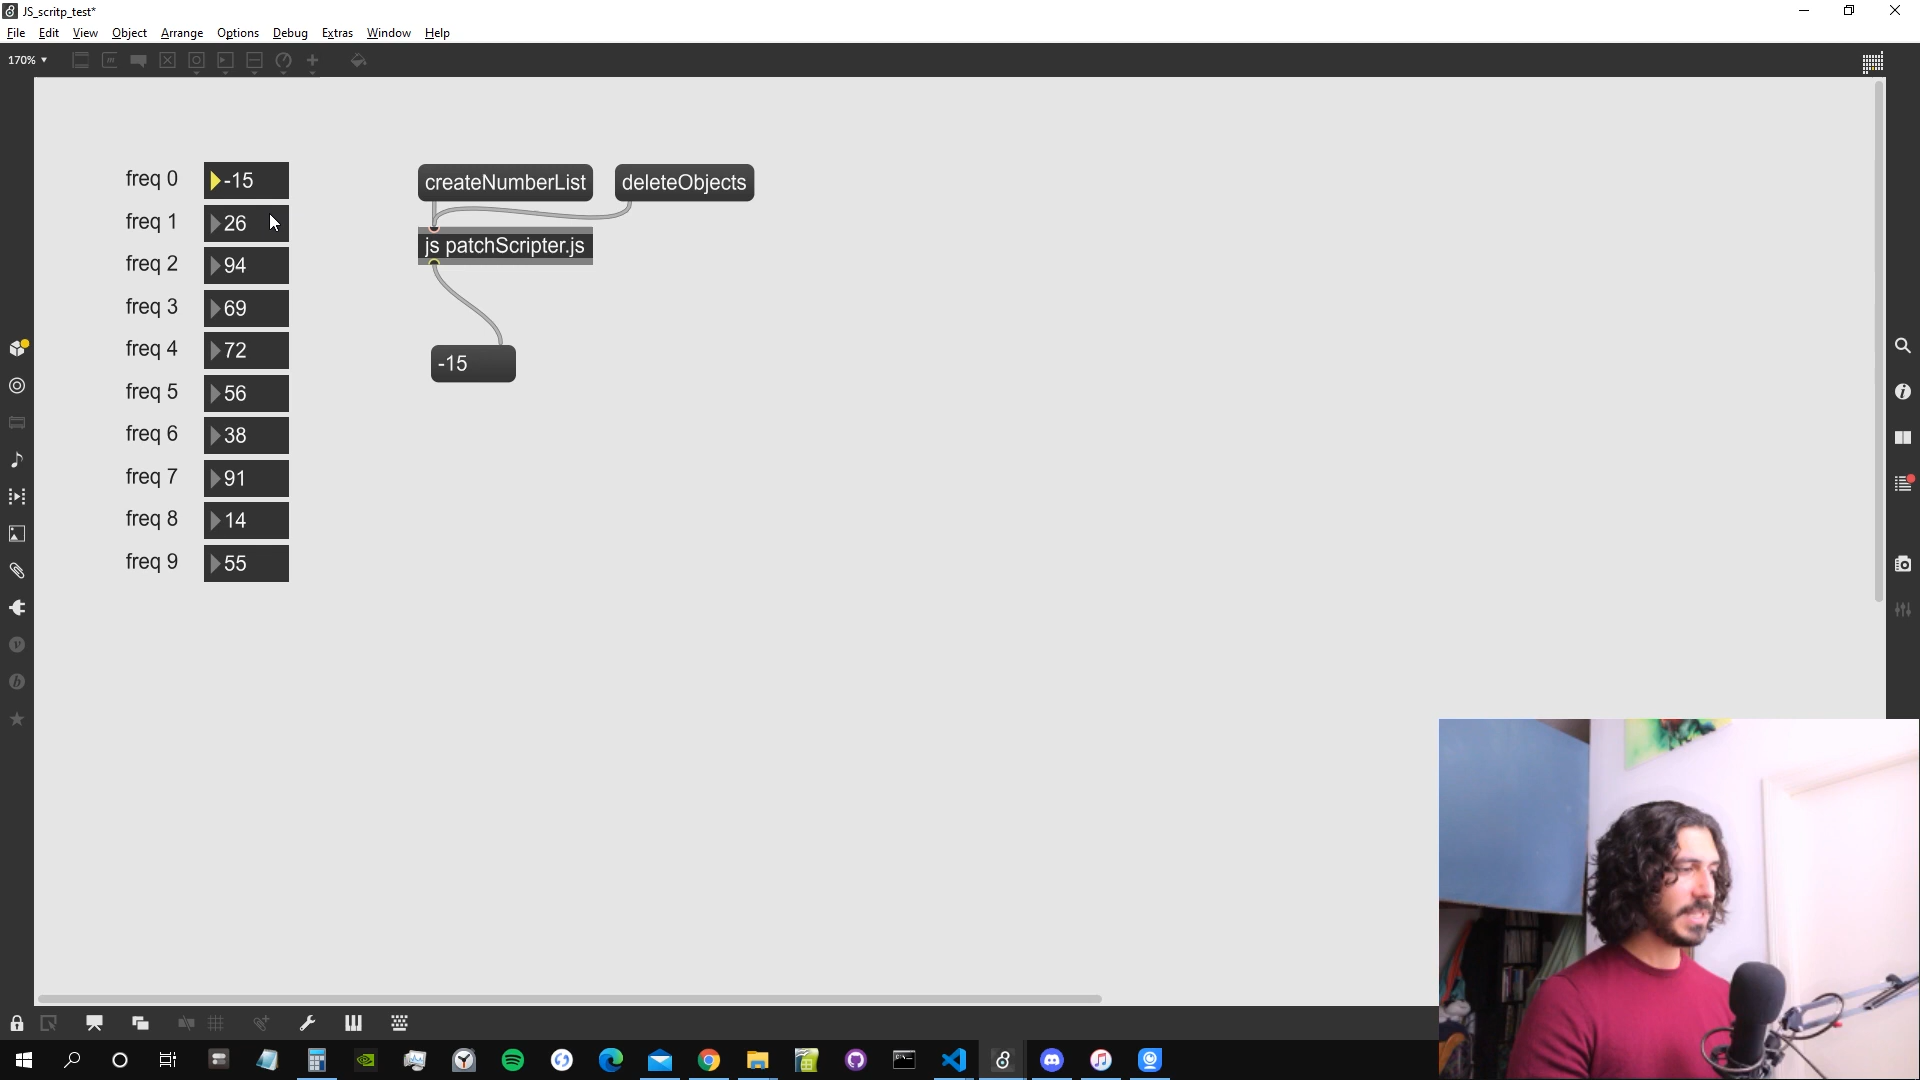 JS_scritp_test*
File Edit View Object Arrange Options Debug Extras Window Help
170%
freq 0 -15
freq 1 26
freq 2 94
freq 3 69
freq 4 72
freq 5 56
freq 6 38
freq 7 91
freq 8 14
freq 9 55
createNumberList deleteObjects
js patchScripter.js
-15